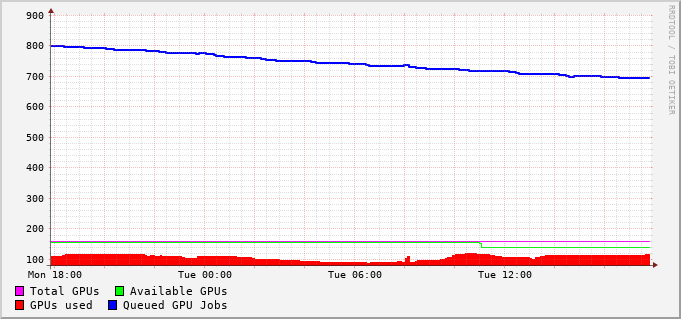 900
800
700
600
500
400
300
200
100
Mon 18:00 Tue 00:00 Tue 06:00 Tue 12:00
Total GPUs Available GPUs
GPUs used Queued GPU Jobs
RRDTOOL / TOBI OETIKER